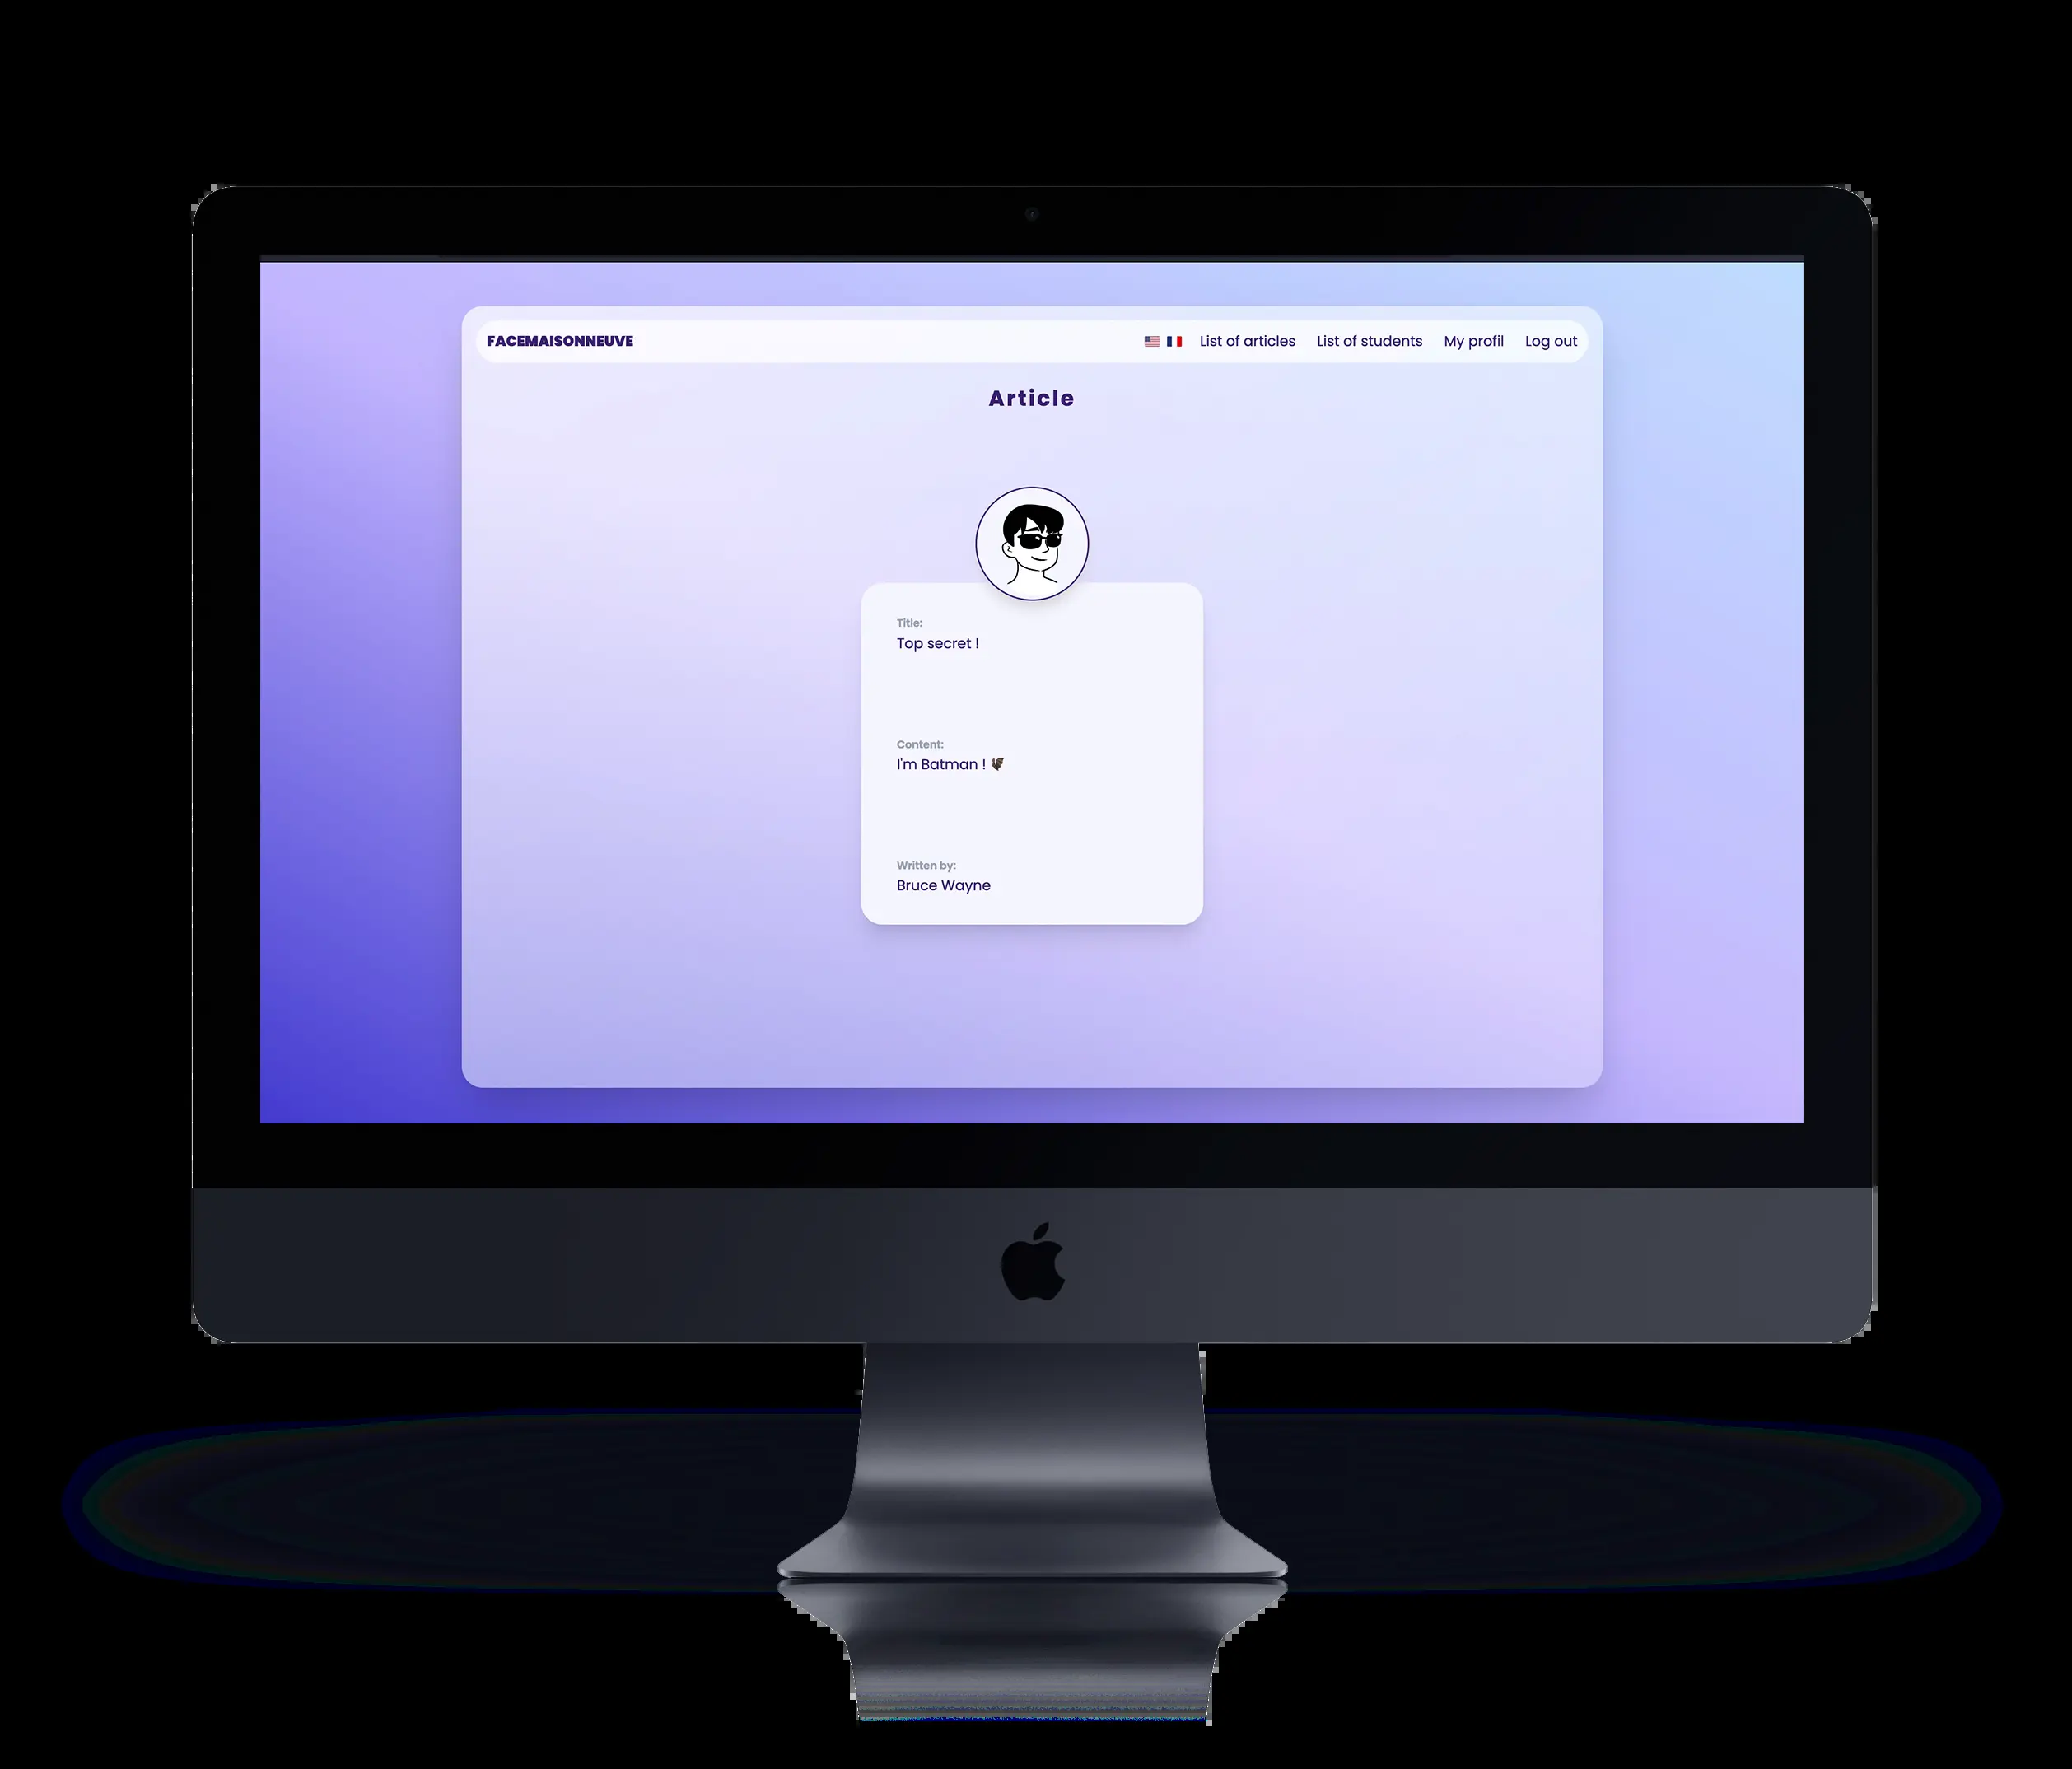 FACEMAISONNEUVE
List of articles
List of students
My profil
Log out
Article
Title:
Top secret !
Content:
I'm Batman ! 🦇
Written by:
Bruce Wayne